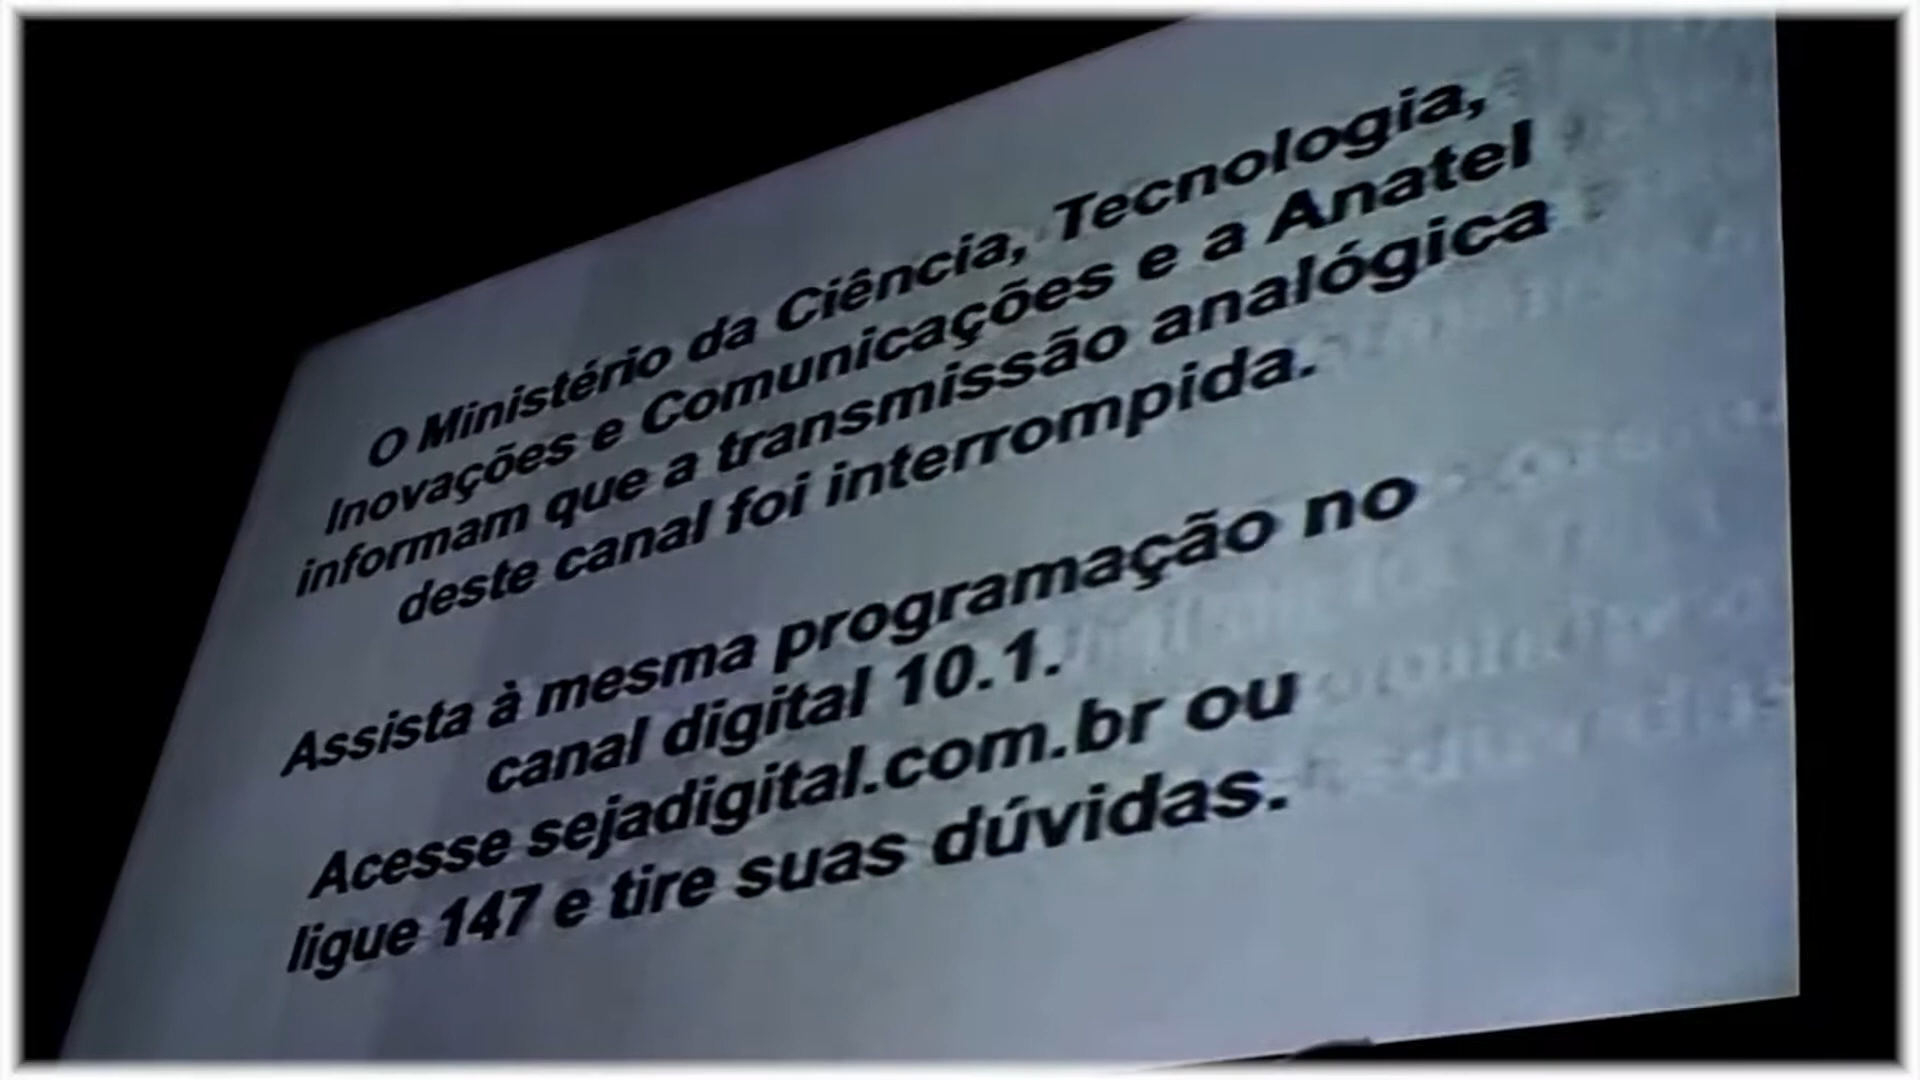 O Ministério da Ciência, Tecnologia,
Inovações e Comunicações e a Anatel
informam que a transmissão analógica
deste canal foi interrompida.
Assista à mesma programação no
canal digital 10.1.
Acesse sejadigital.com.br ou
ligue 147 e tire suas dúvidas.